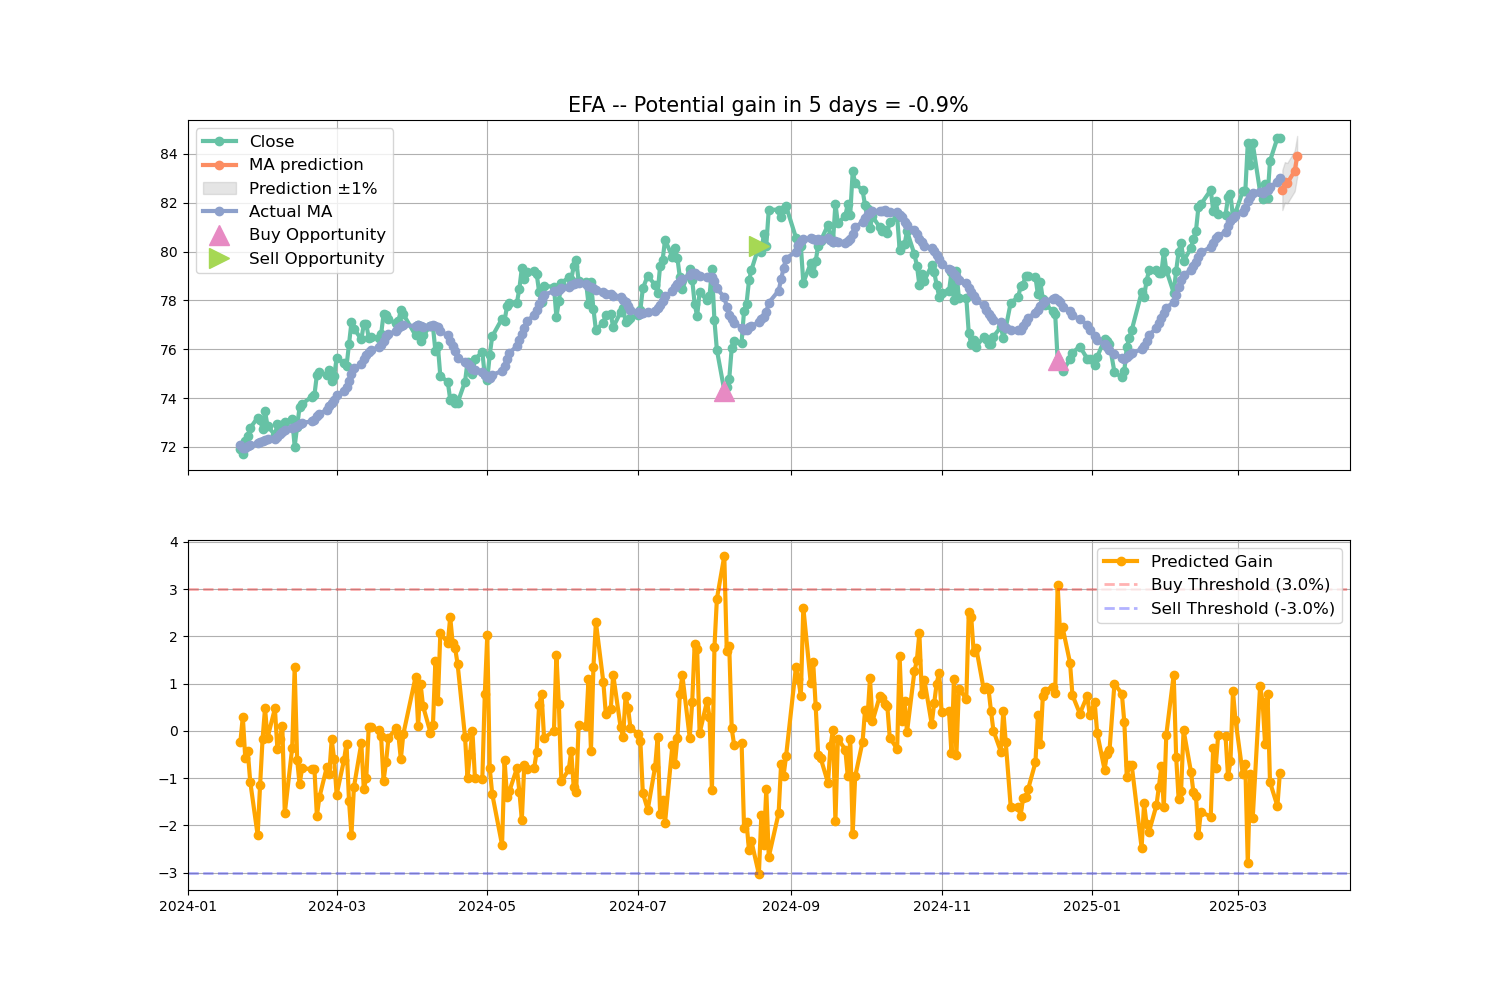 EFA -- Potential gain in 5 days = -0.9%
Close
MA prediction
Prediction ±1%
Actual MA
Buy Opportunity
Sell Opportunity
84
82
80
78
76
74
72
Predicted Gain
Buy Threshold (3.0%)
Sell Threshold (-3.0%)
4
3
2
1
0
−1
−2
−3
2024-01 2024-03 2024-05 2024-07 2024-09 2024-11 2025-01 2025-03